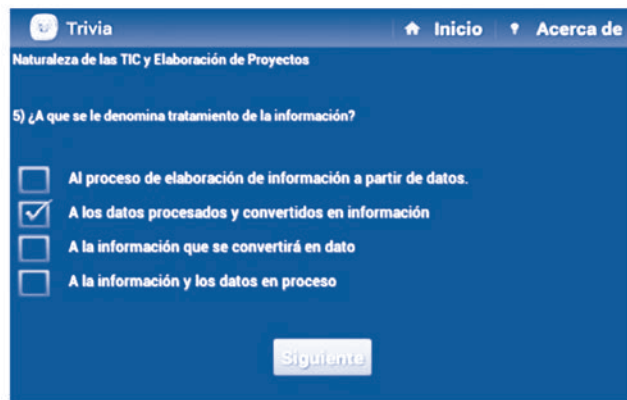 Trivia
Inicio
Acerca de
Naturaleza de las TIC y Elaboración de Proyectos
5) ¿A que se le denomina tratamiento de la información?
Al proceso de elaboración de información a partir de datos.
A los datos procesados y convertidos en información
A la información que se convertirá en dato
A la información y los datos en proceso
Siguiente